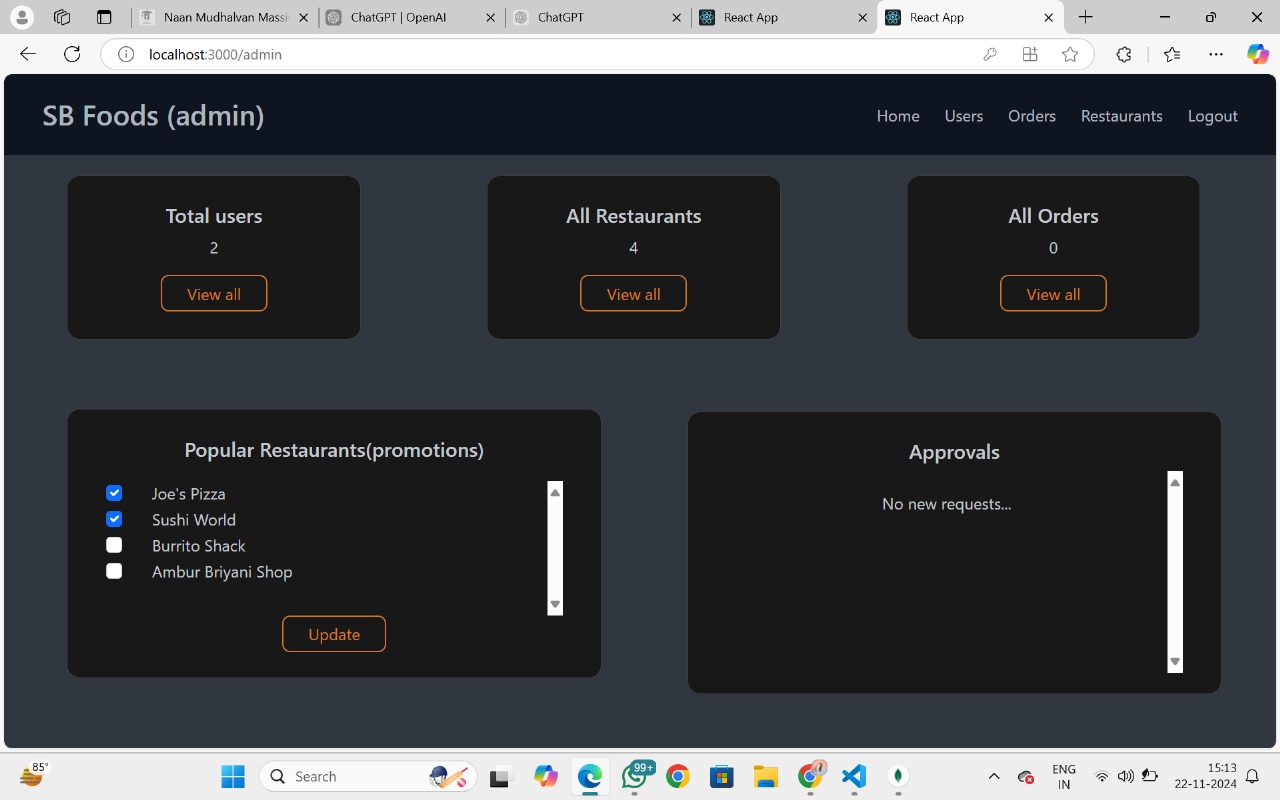 Naan Mudhalvan Massi
ChatGPT | OpenAI
ChatGPT
React App
React App
localhost:3000/admin
SB Foods (admin)
Home
Users
Orders
Restaurants
Logout
Total users
2
View all
All Restaurants
4
View all
All Orders
0
View all
Popular Restaurants(promotions)
Joe's Pizza
Sushi World
Burrito Shack
Ambur Briyani Shop
Update
Approvals
No new requests...
85°
Search
99+
ENG
IN
15:13
22-11-2024